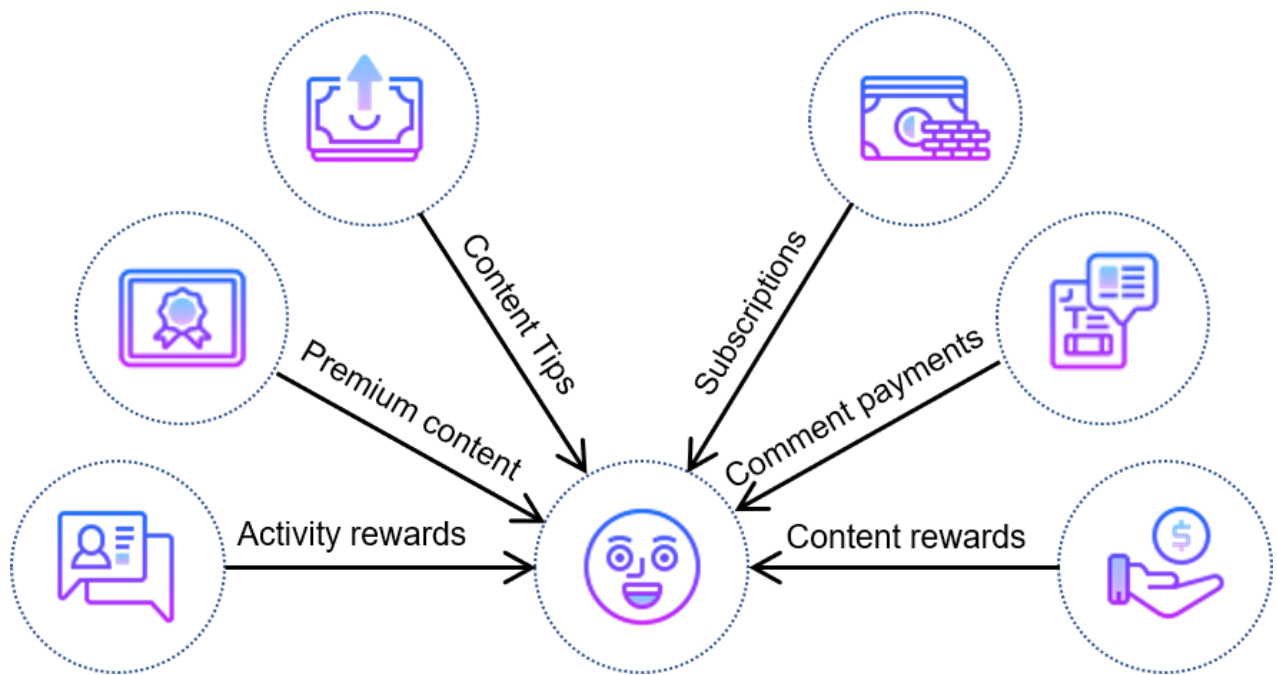 Content Tips
Subscriptions
Premium content
Comment payments
Activity rewards
Content rewards
$
T